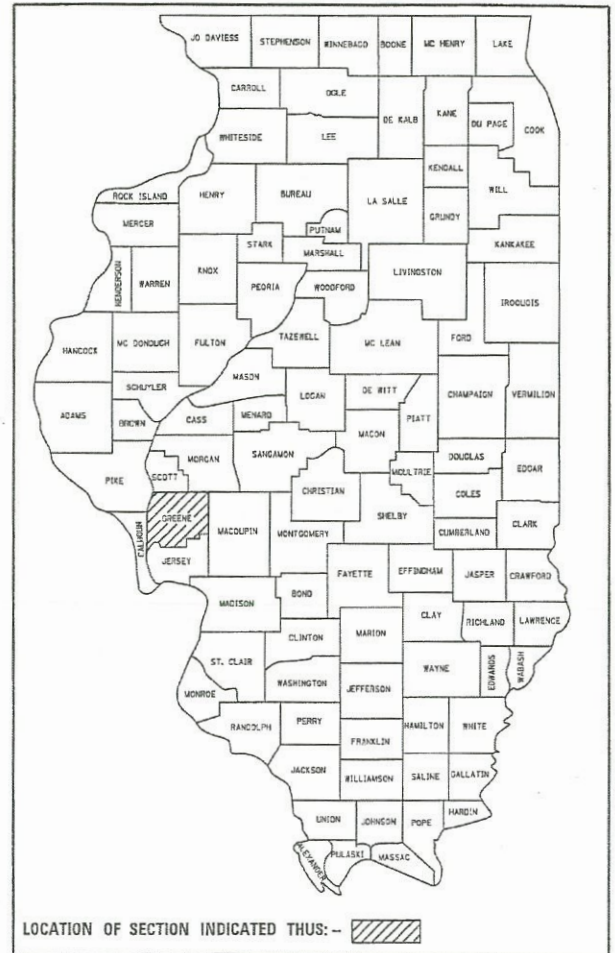 JO DAVIESS STEPHENSON WINNEBAGO BOONE MC HENRY LAKE
CARROLL OGLE DE KALB KANE DU PAGE COOK
WHITESIDE LEE KENDALL WILL
ROCK ISLAND HENRY BUREAU LA SALLE GRUNDY
MERCER PUTNAM KANKAKEE
STARK MARSHALL LIVINGSTON
HENDERSON WARREN KNOX PEORIA WOODFORD IROQUOIS
HANCOCK MC DONOUGH FULTON TAZEWELL MC LEAN FORD
SCHUYLER MASON LOGAN DE WITT CHAMPAIGN VERMILION
ADAMS BROWN CASS MENARD MACON PIATT
PIKE SCOTT MORGAN SANGAMON MOULTRIE DOUGLAS EDGAR
CHRISTIAN COLES
GREENE MACOUPIN MONTGOMERY SHELBY CUMBERLAND CLARK
CALHOUN JERSEY FAYETTE EFFINGHAM JASPER CRAWFORD
MADISON BOND CLAY RICHLAND LAWRENCE
CLINTON MARION
ST. CLAIR WASHINGTON JEFFERSON WAYNE EDWARDS WABASH
MONROE
RANDOLPH PERRY FRANKLIN HAMILTON WHITE
JACKSON WILLIAMSON SALINE GALLATIN
UNION JOHNSON POPE HARDIN
ALEXANDER PULASKI MASSAC
LOCATION OF SECTION INDICATED THUS: --